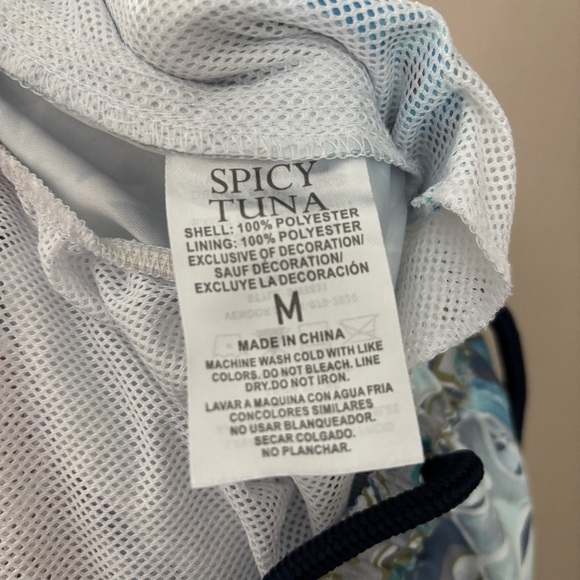 SPICY
TUNA
SHELL: 100% POLYESTER
LINING: 100% POLYESTER
EXCLUSIVE OF DECORATION/
SAUF DÉCORATION/
EXCLUYE LA DECORACIÓN
M
MADE IN CHINA
MACHINE WASH COLD WITH LIKE
COLORS. DO NOT BLEACH. LINE
DRY.DO NOT IRON.
LAVAR A MAQUINA CON AGUA FRIA
CONCOLORES SIMILARES
NO USAR BLANQUEADOR.
SECAR COLGADO.
NO PLANCHAR.